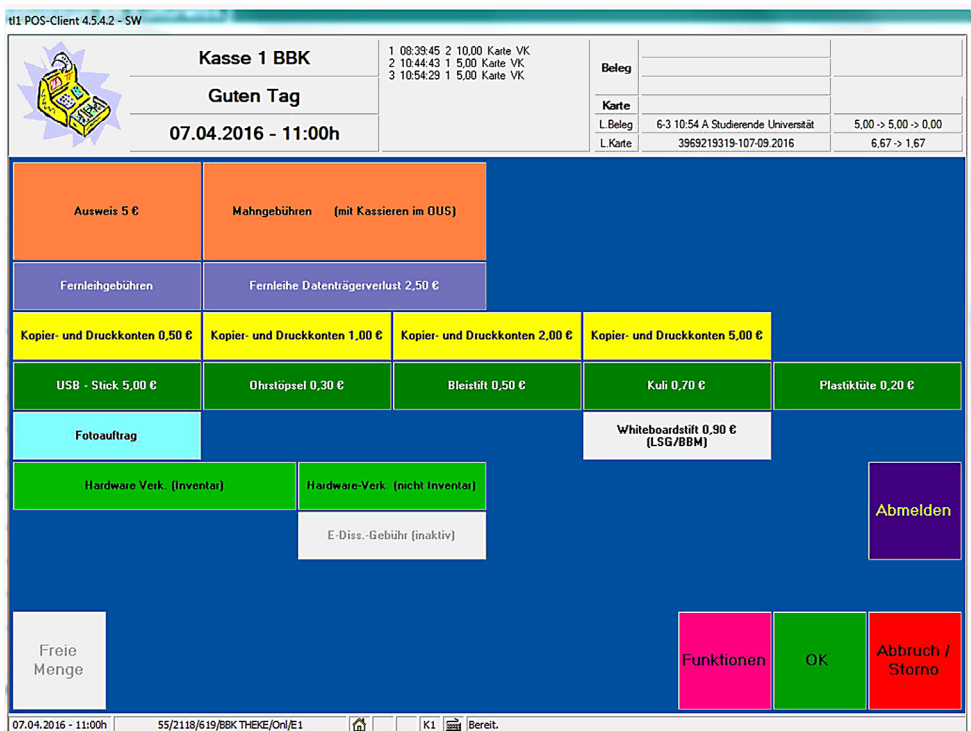 tl1 POS-Client 4.5.4.2 - SW
Kasse 1 BBK
Guten Tag
07.04.2016 - 11:00h
1 08:39:45 2 10,00 Karte VK
2 10:44:43 1 5,00 Karte VK
3 10:54:29 1 5,00 Karte VK
Beleg
Karte
L.Beleg 6-3 10:54 A Studierende Universität 5,00 -> 5,00 -> 0,00
L.Karte 3969219319-107-09.2016 6,67 -> 1,67
Ausweis 5 € Mahngebühren (mit Kassieren im OUS)
Fernleihgebühren Fernleihe Datenträgerverlust 2,50 €
Kopier- und Druckkonten 0,50 € Kopier- und Druckkonten 1,00 € Kopier- und Druckkonten 2,00 € Kopier- und Druckkonten 5,00 €
USB - Stick 5,00 € Ohrstöpsel 0,30 € Bleistift 0,50 € Kuli 0,70 € Plastiktüte 0,20 €
Fotoauftrag
Whiteboardstift 0,90 €
(LSG/BBM)
Hardware Verk. (Inventar) Hardware-Verk (nicht Inventar)
Abmelden
E-Diss.-Gebühr (inaktiv)
Freie
Menge
Funktionen OK
Abbruch /
Storno
07.04.2016 - 11:00h 55/2118/619/BBK THEKE/Onl/E1 K1 Bereit.